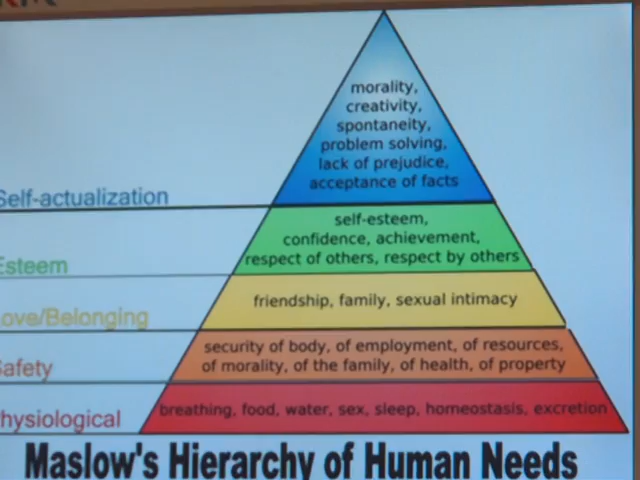 morality,
creativity,
spontaneity,
problem solving,
lack of prejudice,
acceptance of facts
Self-actualization
self-esteem,
confidence, achievement,
respect of others, respect by others
Esteem
friendship, family, sexual intimacy
ove/Belonging
security of body, of employment, of resources,
of morality, of the family, of health, of property
Safety
breathing, food, water, sex, sleep, homeostasis, excretion
hysiological
Maslow's Hierarchy of Human Needs